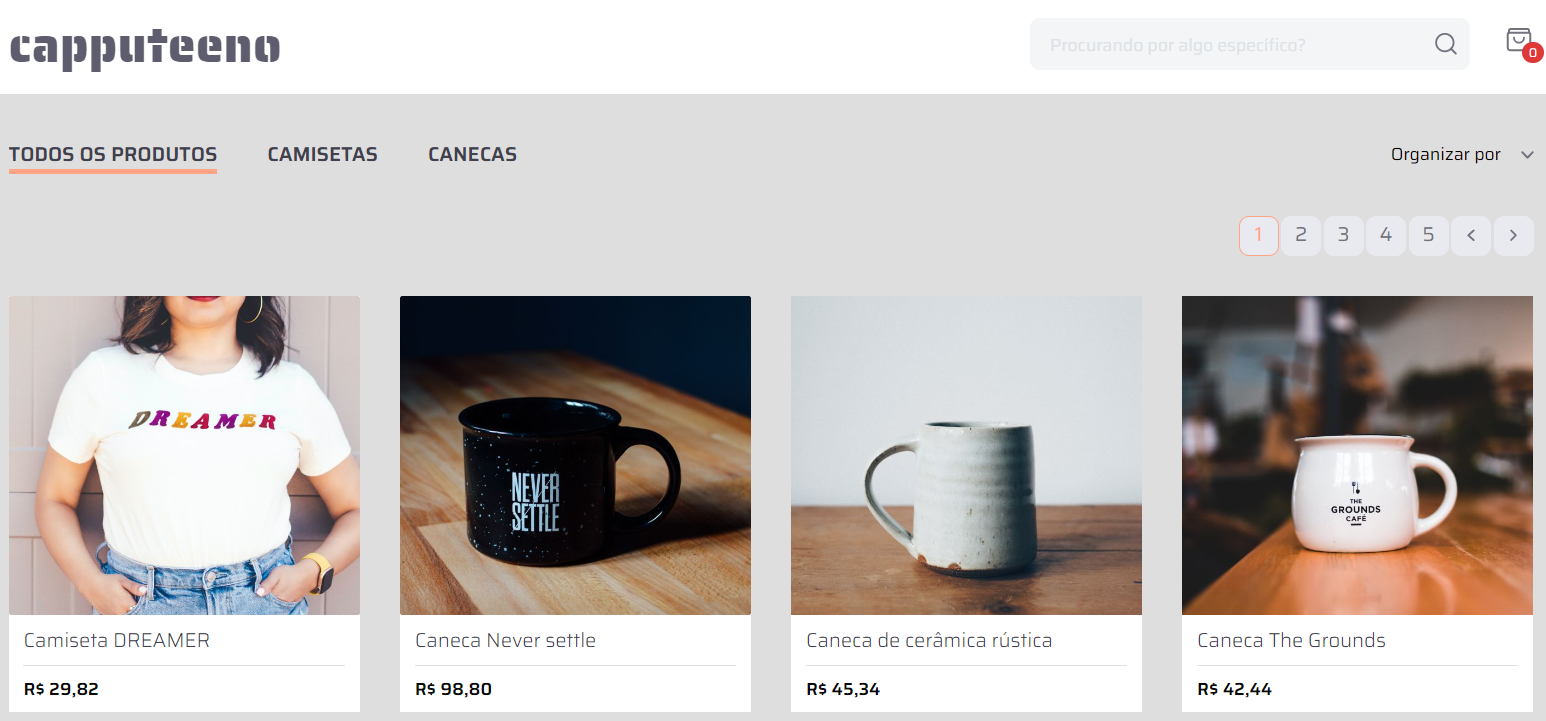 capputeeno
Procurando por algo específico?
0
TODOS OS PRODUTOS CAMISETAS CANECAS
Organizar por
1 2 3 4 5
DREAMER
NEVER
SETTLE
THE
GROUNDS
CAFÉ
Camiseta DREAMER
Caneca Never settle
Caneca de cerâmica rústica
Caneca The Grounds
R$ 29,82
R$ 98,80
R$ 45,34
R$ 42,44